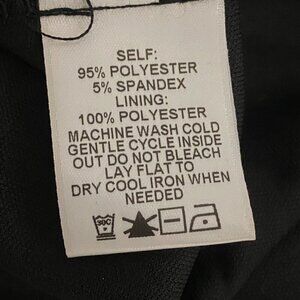 SELF:
95% POLYESTER
5% SPANDEX
LINING:
100% POLYESTER
MACHINE WASH COLD
GENTLE CYCLE INSIDE
OUT DO NOT BLEACH
LAY FLAT TO
DRY COOL IRON WHEN
NEEDED
30C